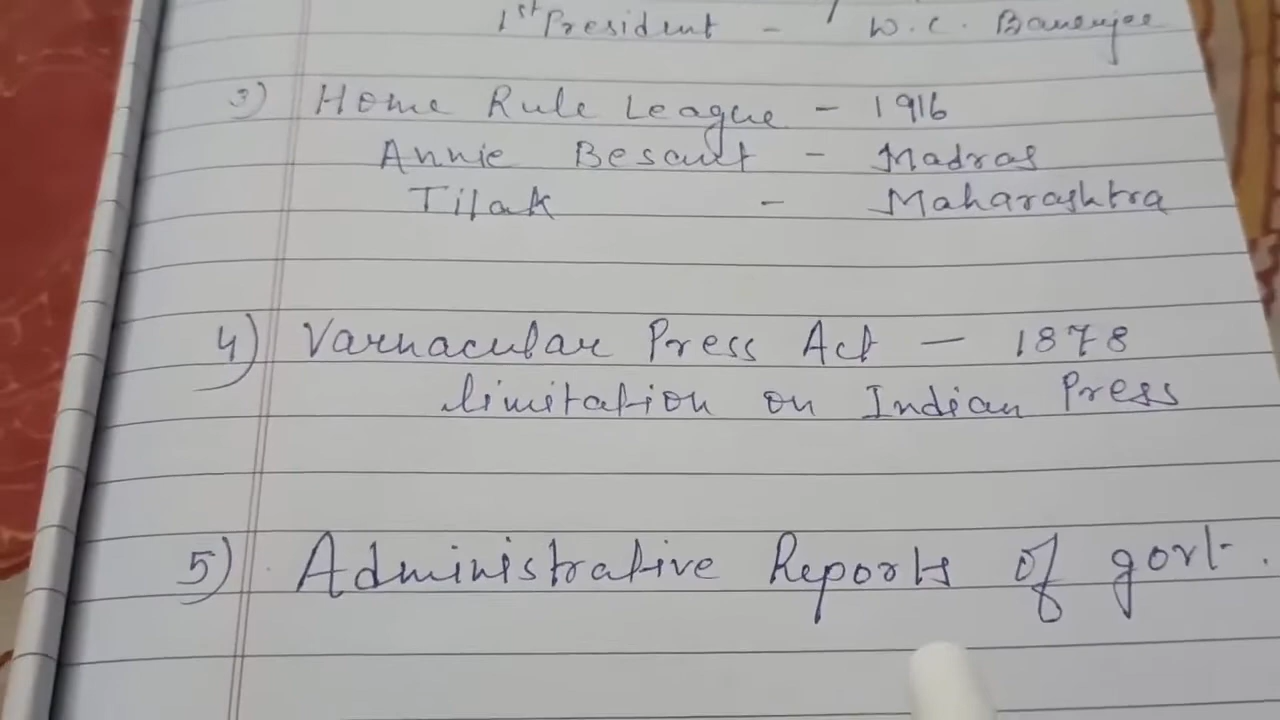 1st President - W.C. Banerjee
3) Home Rule League - 1916
Annie Besant - Madras
Tilak - Maharashtra
4) Varnacular Press Act - 1878
limitation on Indian Press
5) Administrative Reports of govt.